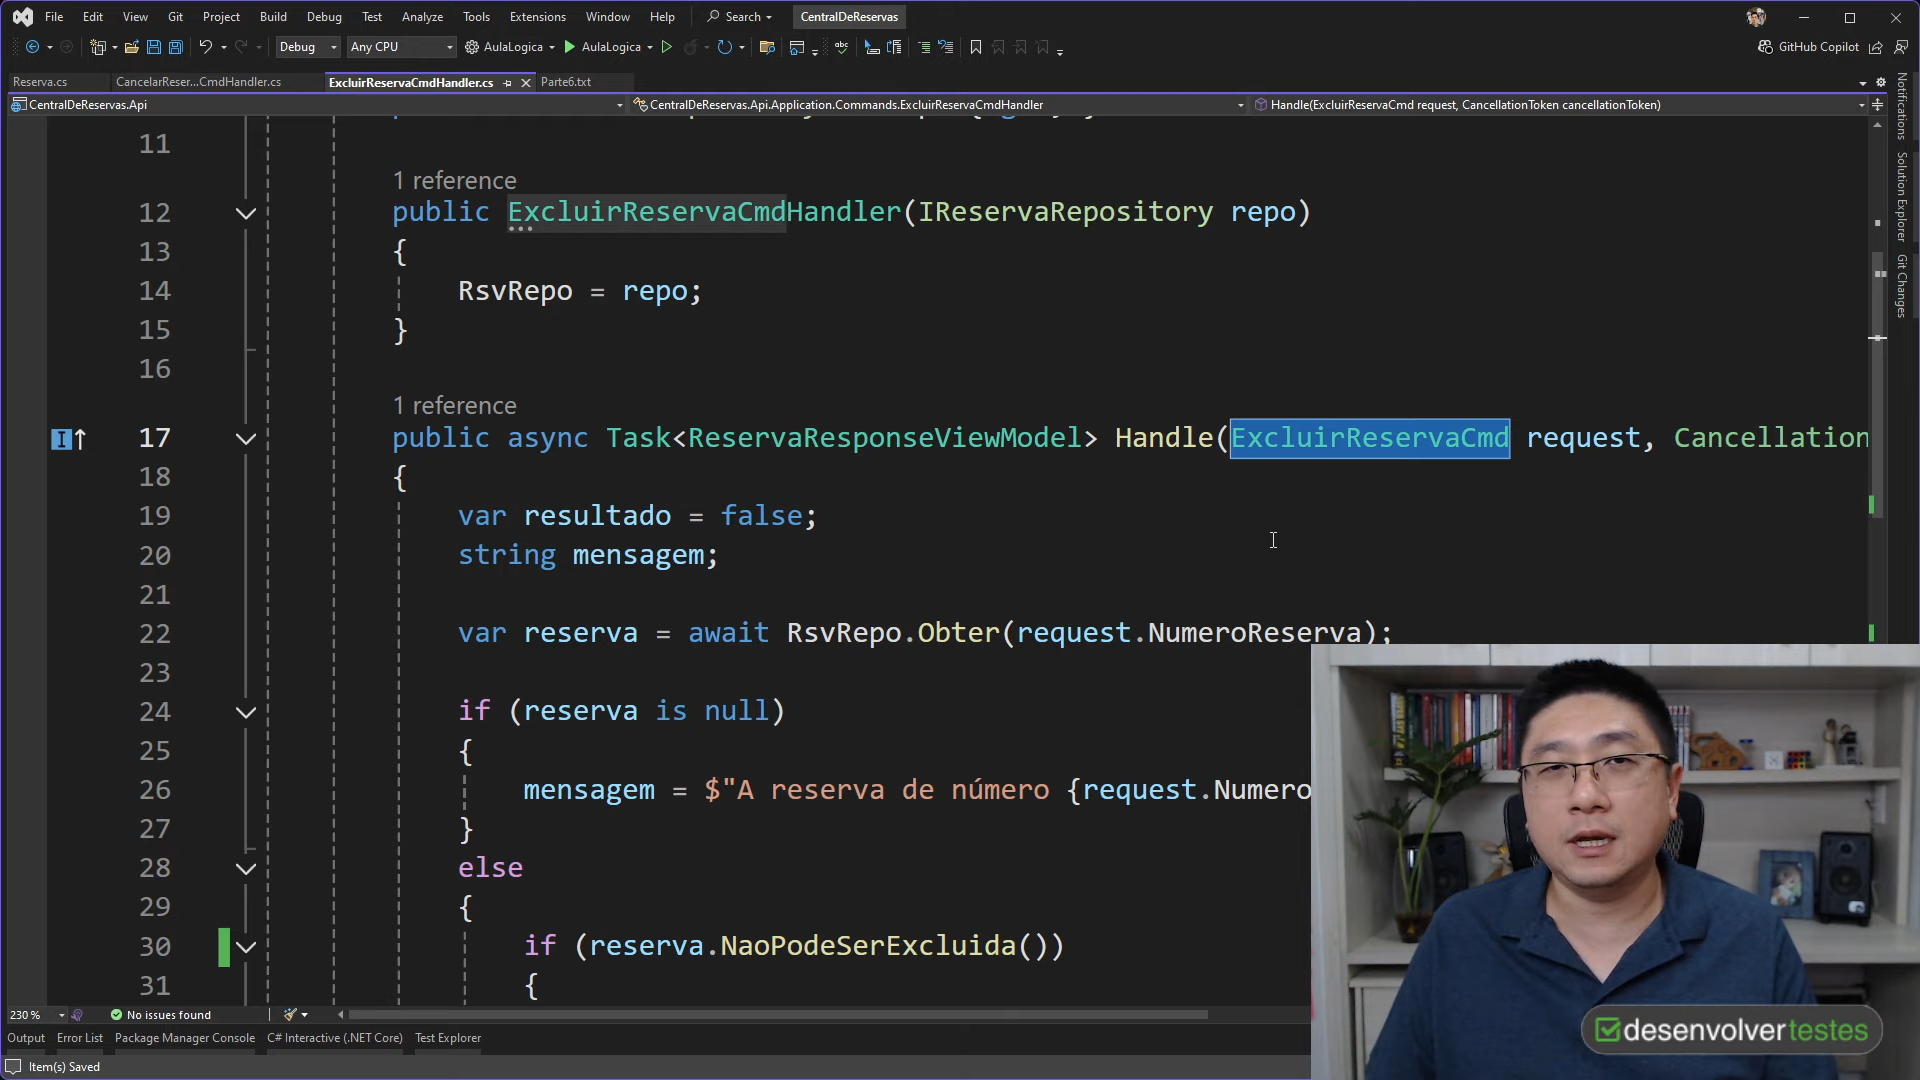 File Edit View Git Project Build Debug Test Analyze Tools Extensions Window Help Search CentralDeReservas
Debug Any CPU AulaLogica AulaLogica GitHub Copilot
Reserva.cs CancelarReser...CmdHandler.cs ExcluirReservaCmdHandler.cs Parte6.txt
CentralDeReservas.Api CentralDeReservas.Api.Application.Commands.ExcluirReservaCmdHandler Handle(ExcluirReservaCmd request, CancellationToken cancellationToken)
11
1 reference
12 public ExcluirReservaCmdHandler(IReservaRepository repo)
13 {
14 RsvRepo = repo;
15 }
16
1 reference
17 public async Task<ReservaResponseViewModel> Handle(ExcluirReservaCmd request, Cancellation
18 {
19 var resultado = false;
20 string mensagem;
21
22 var reserva = await RsvRepo.Obter(request.NumeroReserva);
23
24 if (reserva is null)
25 {
26 mensagem = $"A reserva de número {request.Numero
27 }
28 else
29 {
30 if (reserva.NaoPodeSerExcluida())
31 {
230 % No issues found
Output Error List Package Manager Console C# Interactive (.NET Core) Test Explorer
Item(s) Saved
Notifications
Solution Explorer
Git Changes
desenvolvertestes